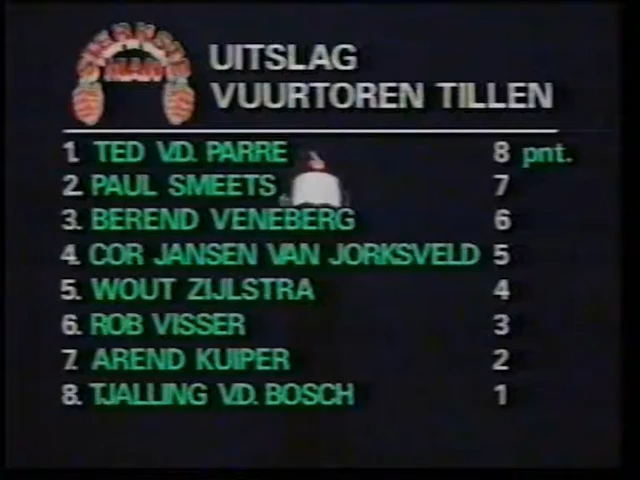 STERKSTE
MAN
UITSLAG
VUURTOREN TILLEN
1. TED V.D. PARRE 8 pnt.
2. PAUL SMEETS 7
3. BEREND VENEBERG 6
4. COR JANSEN VAN JORKSVELD 5
5. WOUT ZIJLSTRA 4
6. ROB VISSER 3
7. AREND KUIPER 2
8. TJALLING V.D. BOSCH 1